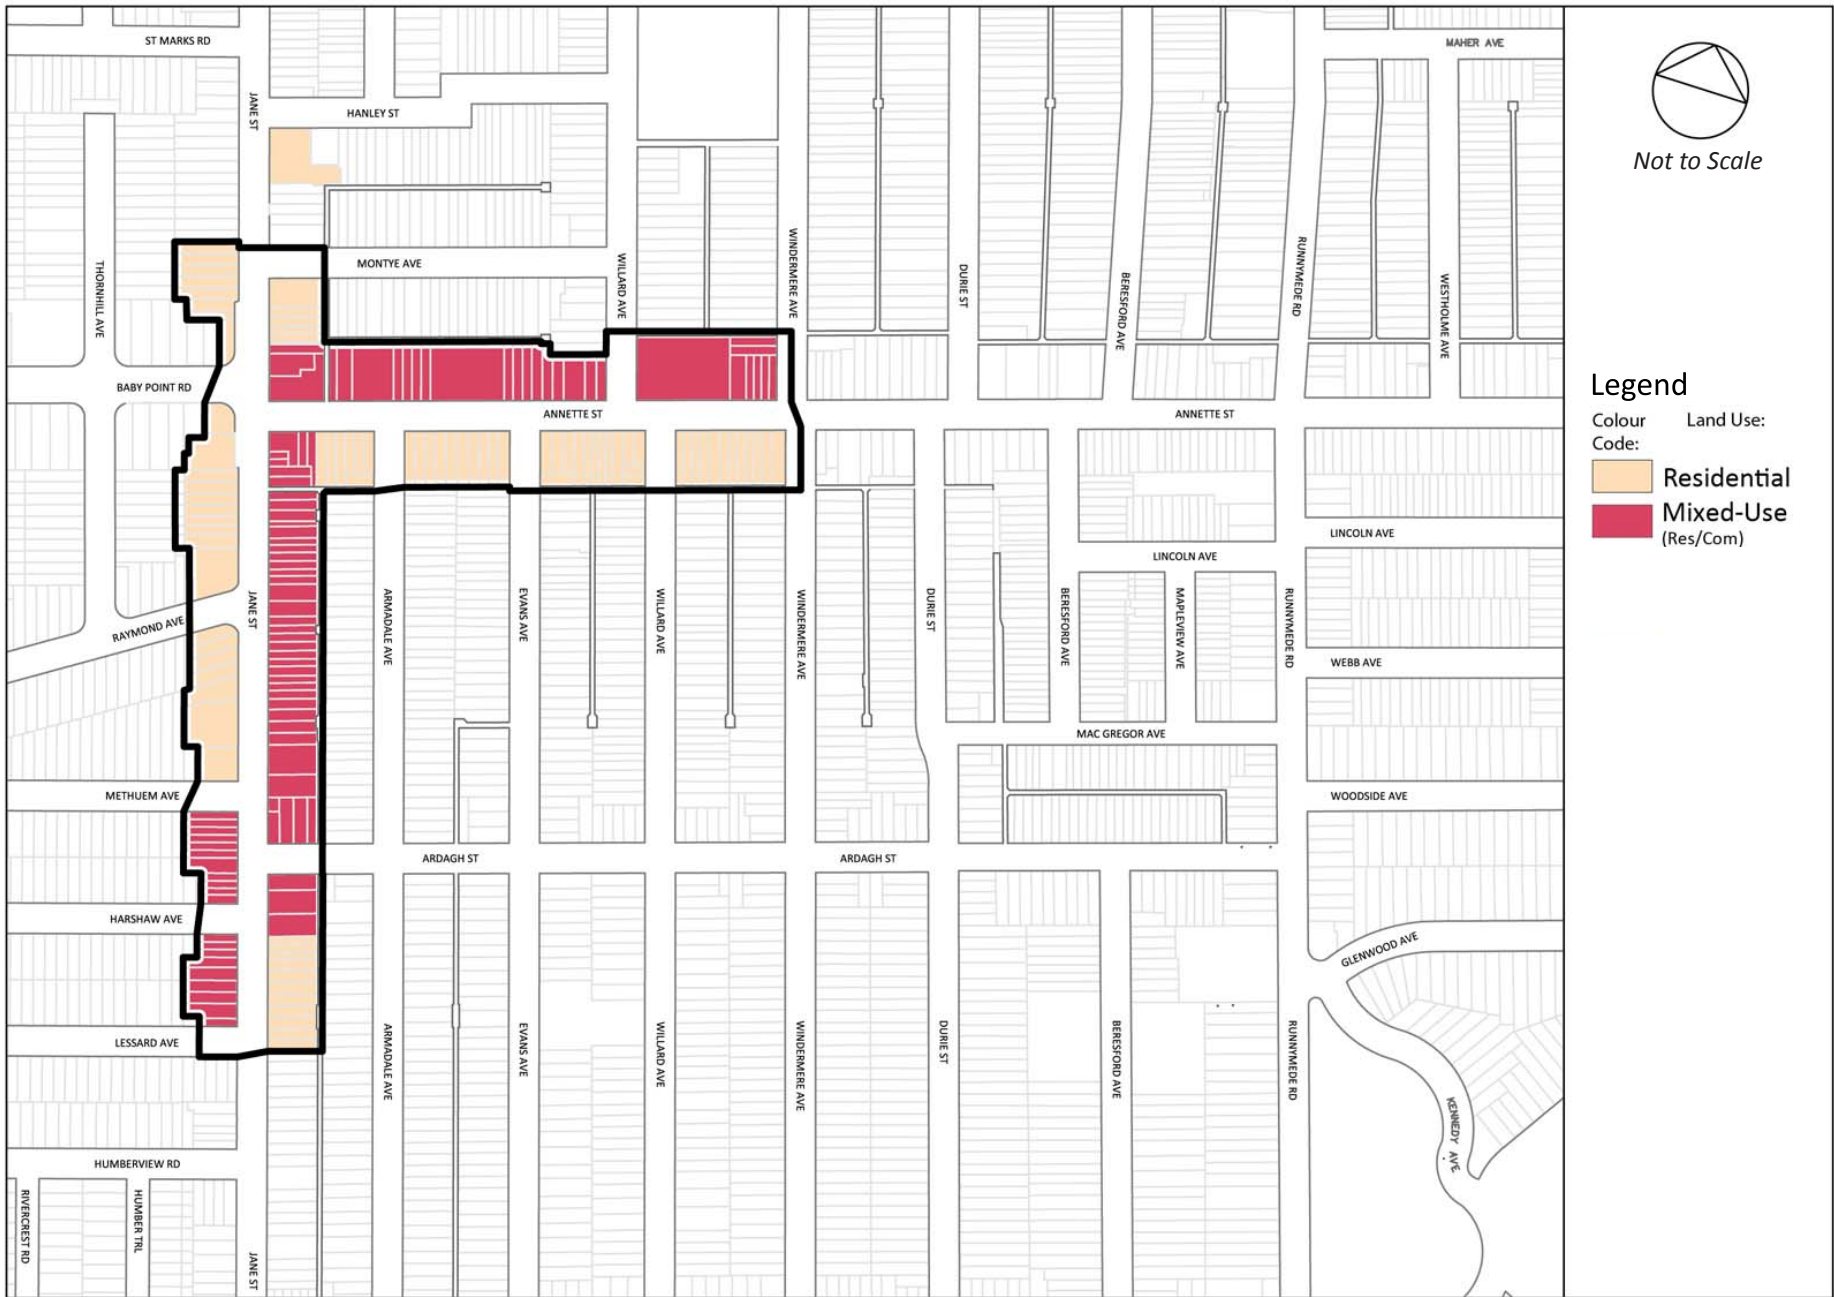 ST MARKS RD
MAHER AVE
JANE ST
HANLEY ST
Not to Scale
THORNHILL AVE
MONTYE AVE
WILLARD AVE
WINDERMERE AVE
DURIE ST
BERESFORD AVE
RUNNYMEDE RD
WESTHOLME AVE
BABY POINT RD
ANNETTE ST
ANNETTE ST
Legend
Colour Land Use:
Code:
Residential
Mixed-Use
(Res/Com)
LINCOLN AVE
LINCOLN AVE
RAYMOND AVE
JANE ST
ARMADALE AVE
EVANS AVE
WILLARD AVE
WINDERMERE AVE
DURIE ST
BERESFORD AVE
MAPLEVIEW AVE
RUNNYMEDE RD
WEBB AVE
MAC GREGOR AVE
METHUEM AVE
WOODSIDE AVE
ARDAGH ST
ARDAGH ST
HARSHAW AVE
GLENWOOD AVE
LESSARD AVE
ARMADALE AVE
EVANS AVE
WILLARD AVE
WINDERMERE AVE
DURIE ST
BERESFORD AVE
RUNNYMEDE RD
KENNEDY AVE
HUMBERVIEW RD
RIVERCREST RD
HUMBER TRL
JANE ST